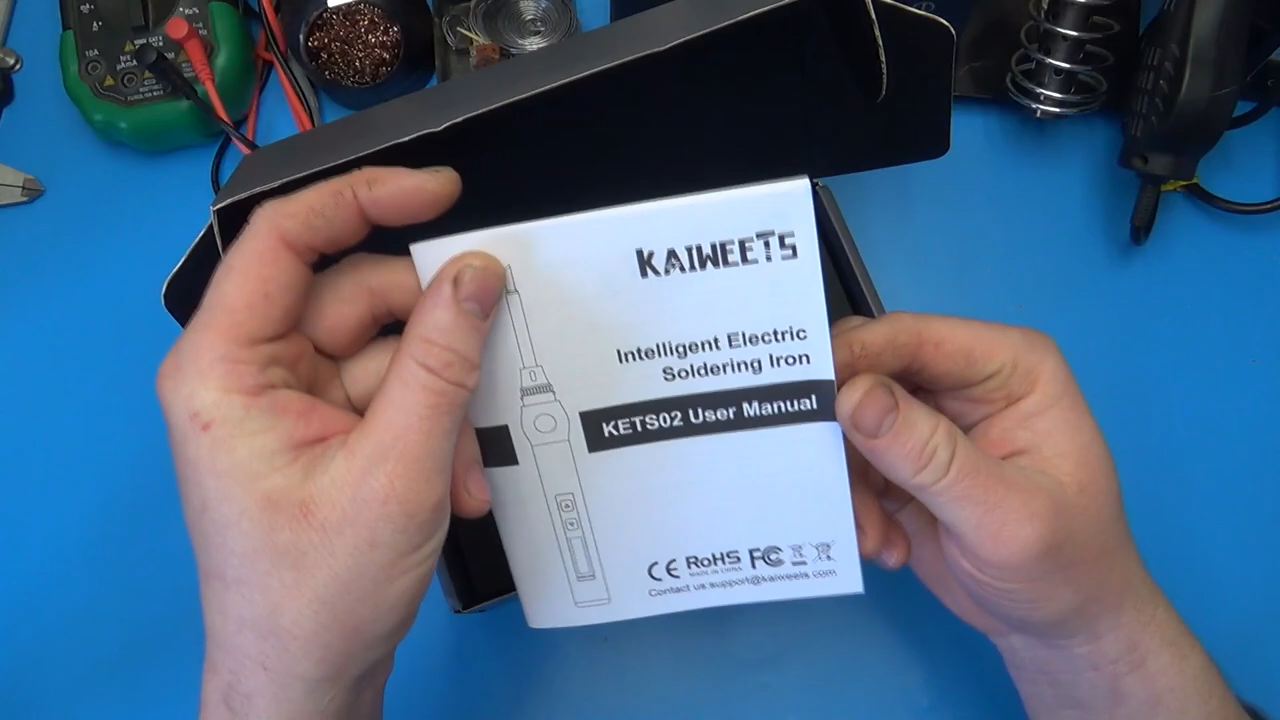 KAIWEETS
Intelligent Electric
Soldering Iron
KETS02 User Manual
CE RoHS FC
MADE IN CHINA
Contact us:support@kaiweets.com
10A